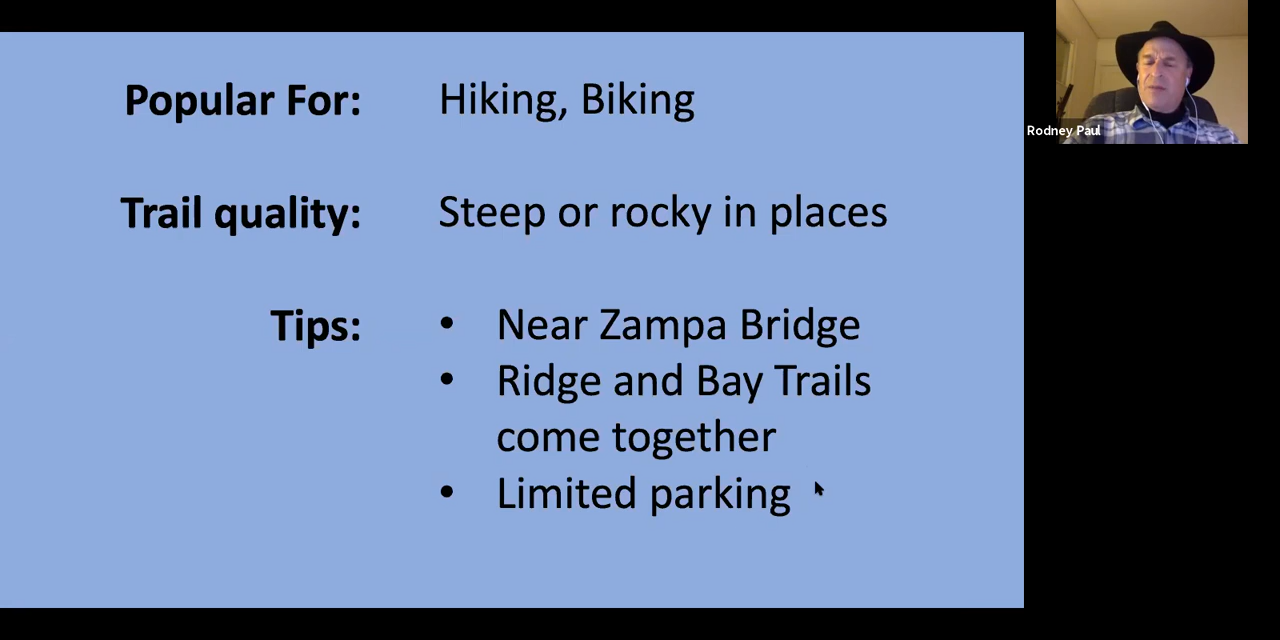 Popular For: Hiking, Biking
Trail quality: Steep or rocky in places
Tips: • Near Zampa Bridge
• Ridge and Bay Trails
come together
• Limited parking
Rodney Paul